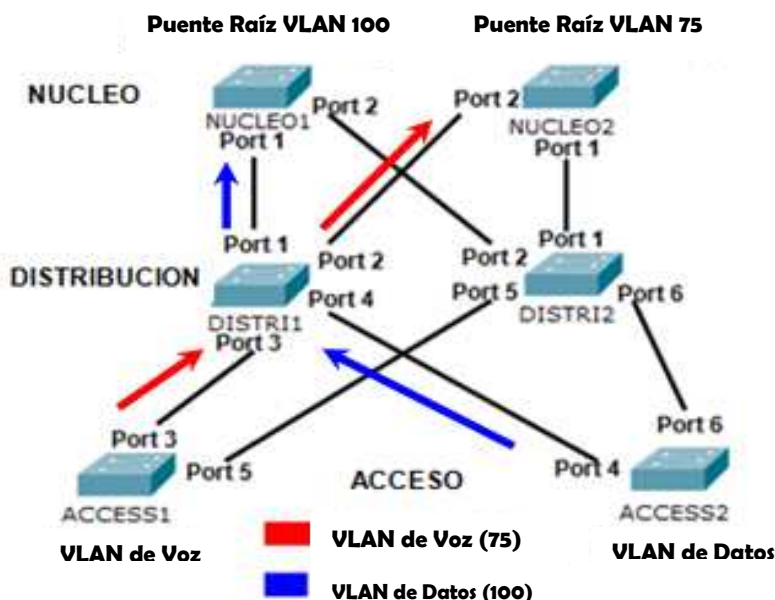 Puente Raíz VLAN 100 Puente Raíz VLAN 75
NUCLEO
NUCLEO1
Port 2
Port 1
Port 2
NUCLEO2
Port 1
DISTRIBUCION
Port 1
Port 2
Port 4
DISTRI1
Port 3
Port 1
Port 2
Port 5
Port 6
DISTRI2
Port 3
Port 5
ACCESS1
VLAN de Voz
ACCESO
Port 6
Port 4
ACCESS2
VLAN de Datos
VLAN de Voz (75)
VLAN de Datos (100)